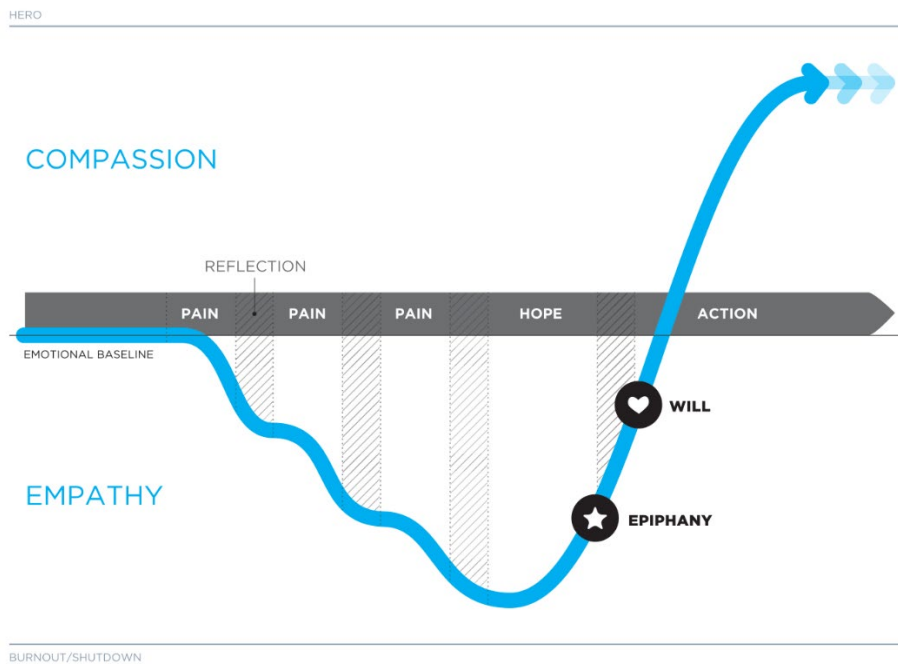 HERO
COMPASSION
REFLECTION
PAIN PAIN PAIN HOPE ACTION
EMOTIONAL BASELINE
WILL
EMPATHY
EPIPHANY
BURNOUT/SHUTDOWN